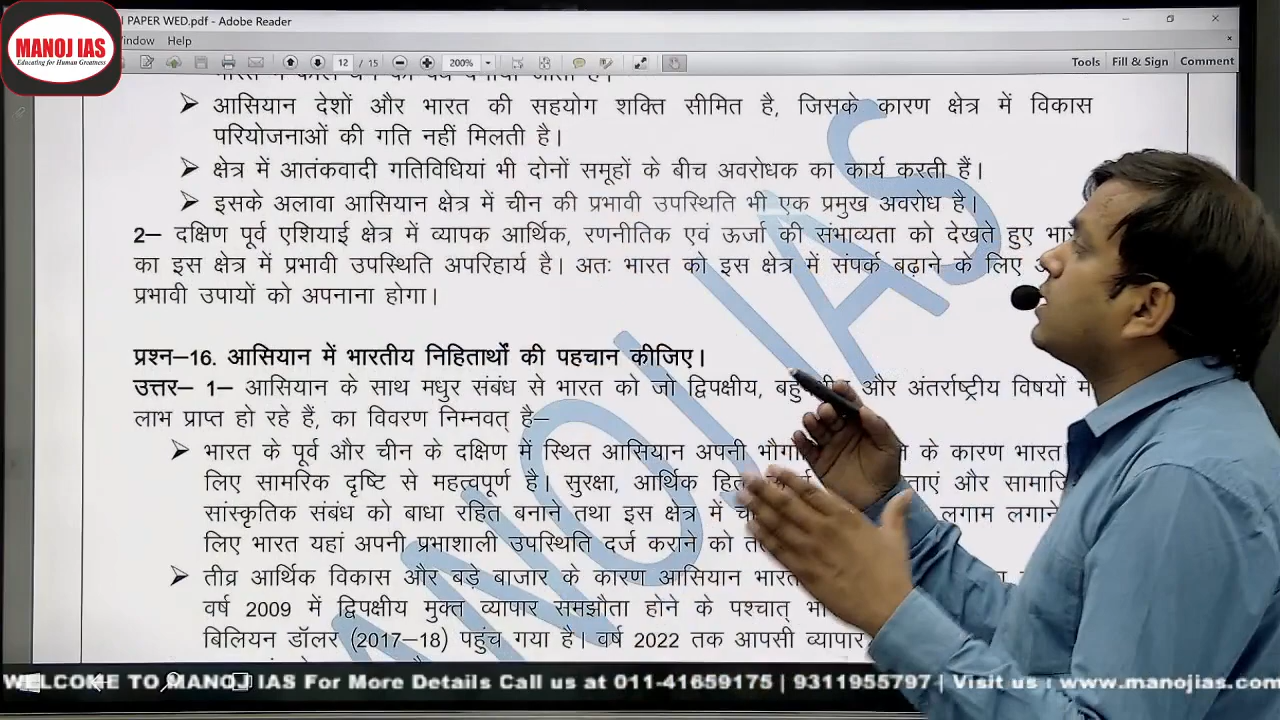 MANOJ IAS
Educating for Human Greatness
PAPER WED.pdf - Adobe Reader
Window Help
12 / 15
200%
Tools Fill & Sign Comment
आसियान देशों और भारत की सहयोग शक्ति सीमित है, जिसके कारण क्षेत्र में विकास
परियोजनाओं की गति नहीं मिलती है।
क्षेत्र में आतंकवादी गतिविधियां भी दोनों समूहों के बीच अवरोधक का कार्य करती हैं।
इसके अलावा आसियान क्षेत्र में चीन की प्रभावी उपस्थिति भी एक प्रमुख अवरोध है।
2– दक्षिण पूर्व एशियाई क्षेत्र में व्यापक आर्थिक, रणनीतिक एवं ऊर्जा की संभाव्यता को देखते हुए
का इस क्षेत्र में प्रभावी उपस्थिति अपरिहार्य है। अतः भारत को इस क्षेत्र में संपर्क बढ़ाने के लिए
प्रभावी उपायों को अपनाना होगा।
प्रश्न–16. आसियान में भारतीय निहितार्थों की पहचान कीजिए।
उत्तर– 1– आसियान के साथ मधुर संबंध से भारत को जो द्विपक्षीय, और अंतर्राष्ट्रीय विषयों में
लाभ प्राप्त हो रहे हैं, का विवरण निम्नवत् है–
भारत के पूर्व और चीन के दक्षिण में स्थित आसियान अपनी के कारण भारत
लिए सामरिक दृष्टि से महत्वपूर्ण है। सुरक्षा, आर्थिक और
सांस्कृतिक संबंध को बाधा रहित बनाने तथा इस क्षेत्र में लगाम लगाने
लिए भारत यहां अपनी प्रभाशाली उपस्थिति दर्ज कराने को
तीव्र आर्थिक विकास और बड़े बाजार के कारण आसियान
वर्ष 2009 में द्विपक्षीय मुक्त व्यापार समझौता होने के पश्चात्
बिलियन डॉलर (2017–18) पहुंच गया है। वर्ष 2022 तक आपसी व्यापार
MANOJ IAS
WELCOME TO MANOJ IAS For More Details Call us at 011-41659175 | 9311955797 | Visit us : www.manojias.com